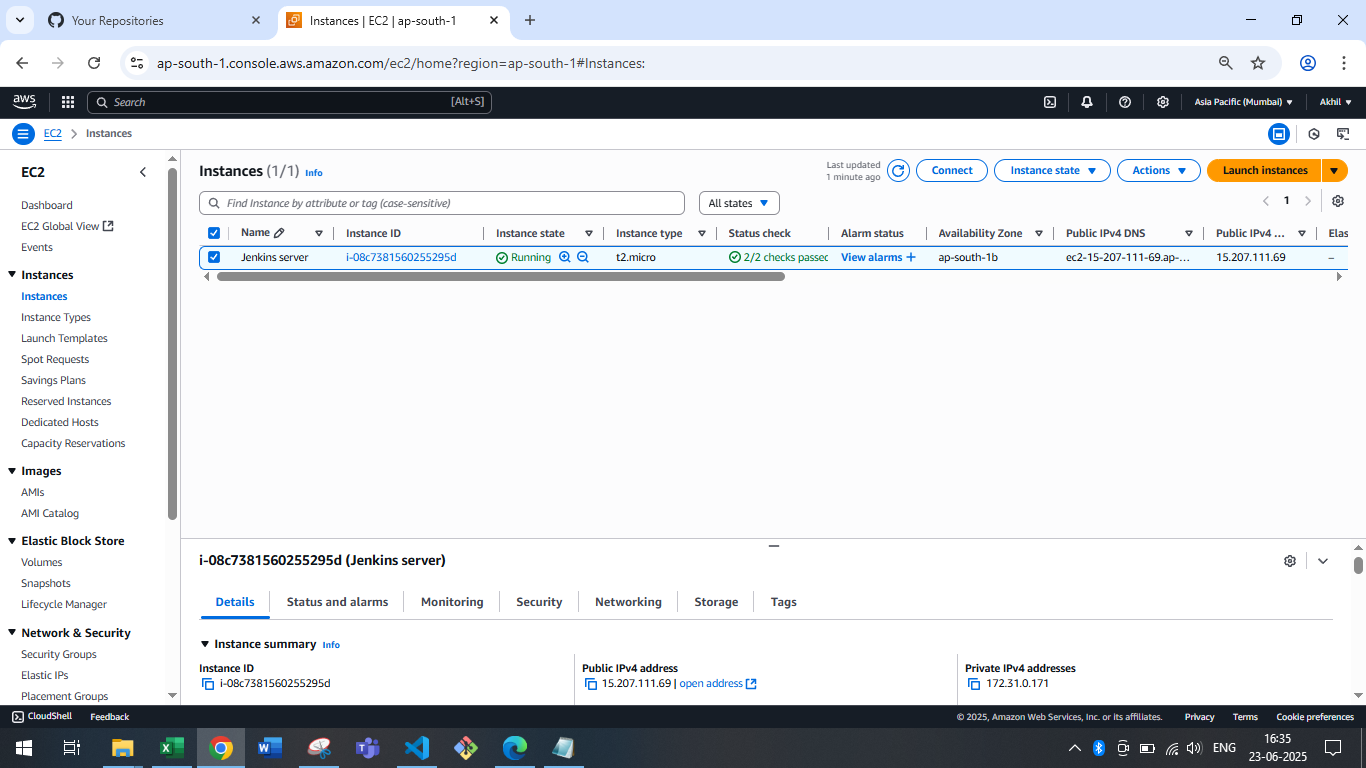 Your Repositories
Instances | EC2 | ap-south-1
ap-south-1.console.aws.amazon.com/ec2/home?region=ap-south-1#Instances:
aws
Search
[Alt+S]
Asia Pacific (Mumbai)
Akhil
EC2
Instances
EC2
Dashboard
EC2 Global View
Events
Instances
Instances
Instance Types
Launch Templates
Spot Requests
Savings Plans
Reserved Instances
Dedicated Hosts
Capacity Reservations
Images
AMIs
AMI Catalog
Elastic Block Store
Volumes
Snapshots
Lifecycle Manager
Network & Security
Security Groups
Elastic IPs
Placement Groups
Instances (1/1) Info
Last updated
1 minute ago
Connect
Instance state
Actions
Launch instances
Find Instance by attribute or tag (case-sensitive)
All states
1
Name Instance ID Instance state Instance type Status check Alarm status Availability Zone Public IPv4 DNS Public IPv4 ... Elas
Jenkins server i-08c7381560255295d Running t2.micro 2/2 checks passed View alarms + ap-south-1b ec2-15-207-111-69.ap-... 15.207.111.69 –
i-08c7381560255295d (Jenkins server)
Details Status and alarms Monitoring Security Networking Storage Tags
Instance summary Info
Instance ID
i-08c7381560255295d
Public IPv4 address
15.207.111.69 | open address
Private IPv4 addresses
172.31.0.171
CloudShell Feedback
© 2025, Amazon Web Services, Inc. or its affiliates. Privacy Terms Cookie preferences
ENG
16:35
23-06-2025